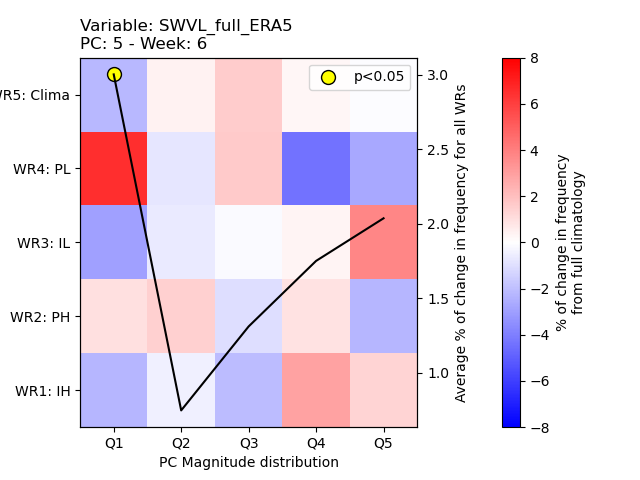 Variable: SWVL_full_ERA5
PC: 5 - Week: 6
p<0.05
WR5: Clima
WR4: PL
WR3: IL
WR2: PH
WR1: IH
Q1 Q2 Q3 Q4 Q5
PC Magnitude distribution
3.0
2.5
2.0
1.5
1.0
Average % of change in frequency for all WRs
8
6
4
2
0
−2
−4
−6
−8
% of change in frequency
from full climatology